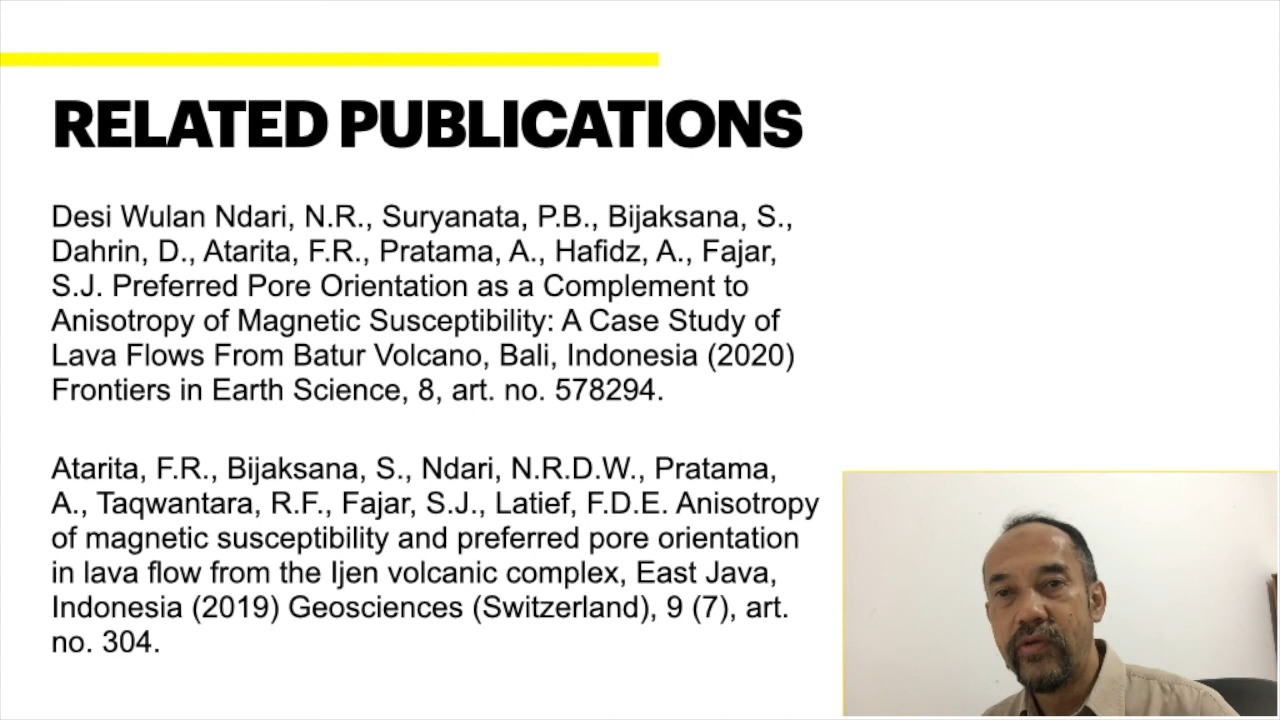 RELATED PUBLICATIONS
Desi Wulan Ndari, N.R., Suryanata, P.B., Bijaksana, S.,
Dahrin, D., Atarita, F.R., Pratama, A., Hafidz, A., Fajar,
S.J. Preferred Pore Orientation as a Complement to
Anisotropy of Magnetic Susceptibility: A Case Study of
Lava Flows From Batur Volcano, Bali, Indonesia (2020)
Frontiers in Earth Science, 8, art. no. 578294.
Atarita, F.R., Bijaksana, S., Ndari, N.R.D.W., Pratama,
A., Taqwantara, R.F., Fajar, S.J., Latief, F.D.E. Anisotropy
of magnetic susceptibility and preferred pore orientation
in lava flow from the Ijen volcanic complex, East Java,
Indonesia (2019) Geosciences (Switzerland), 9 (7), art.
no. 304.